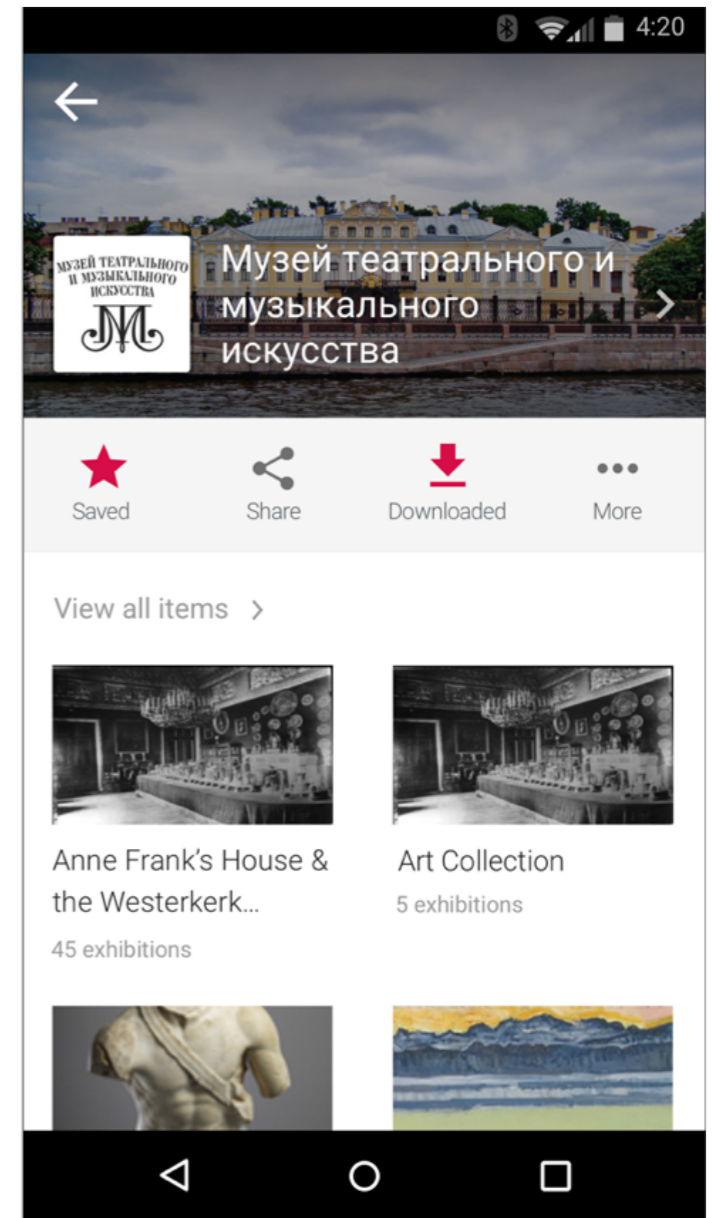 4:20
МУЗЕЙ ТЕАТРАЛЬНОГО
И МУЗЫКАЛЬНОГО
ИСКУССТВА
Музей театрального и
музыкального
искусства
Saved
Share
Downloaded
More
View all items
Anne Frank’s House &
the Westerkerk...
45 exhibitions
Art Collection
5 exhibitions